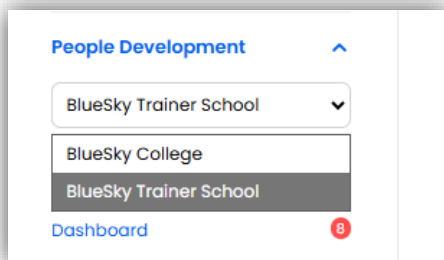 People Development
BlueSky Trainer School
BlueSky College
BlueSky Trainer School
Dashboard 8